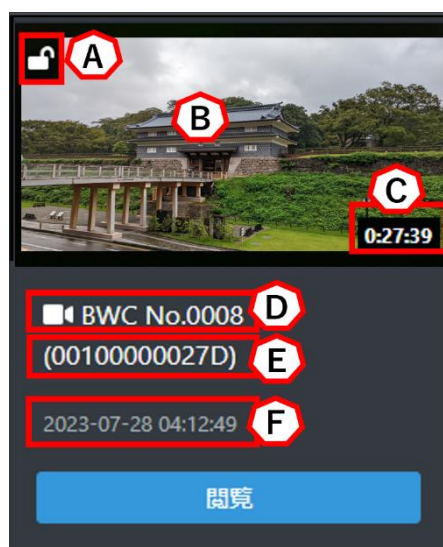 A
B
C
0:27:39
BWC No.0008 D
(00100000027D) E
2023-07-28 04:12:49 F
閲覧